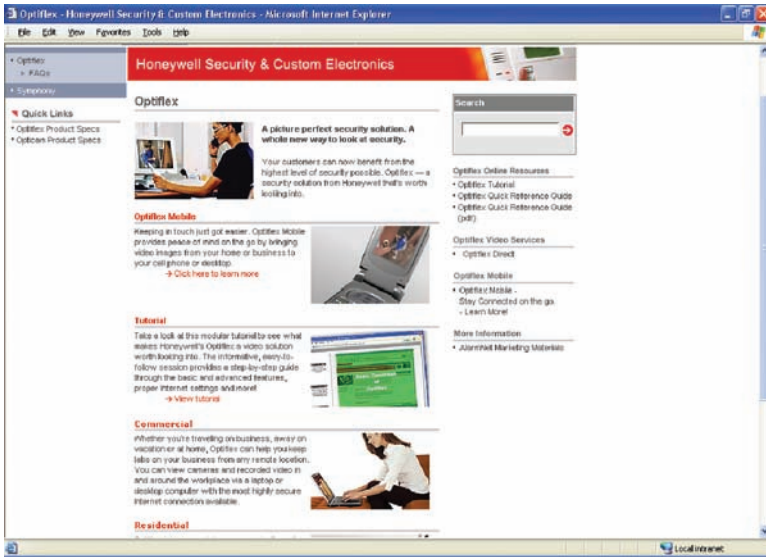 Optiflex - Honeywell Security & Custom Electronics - Microsoft Internet Explorer
File Edit View Favorites Tools Help
Optiflex
FAQs
Symphony
Quick Links
Optiflex Product Specs
Opticam Product Specs
Honeywell Security & Custom Electronics
Optiflex
A picture perfect security solution. A
whole new way to look at security.
Your customers can now benefit from the
highest level of security possible. Optiflex — a
security solution from Honeywell that's worth
looking into.
Optiflex Mobile
Keeping in touch just got easier. Optiflex Mobile
provides peace of mind on the go by bringing
video images from your home or business to
your cell phone or desktop.
Click here to learn more
Tutorial
Take a look at this modular tutorial to see what
makes Honeywell's Optiflex a video solution
worth looking into. The informative, easy-to-
follow session provides a step-by-step guide
through the basic and advanced features,
proper internet settings and more!
View tutorial
Commercial
Whether you're traveling on business, away on
vacation or at home, Optiflex can help you keep
tabs on your business from any remote location.
You can view cameras and recorded video in
and around the workplace via a laptop or
desktop computer with the most highly secure
Internet connection available.
Residential
Search
Optiflex Online Resources
Optiflex Tutorial
Optiflex Quick Reference Guide
Optiflex Quick Reference Guide
(pdf)
Optiflex Video Services
Optiflex Direct
Optiflex Mobile
Optiflex Mobile -
Stay Connected on the go.
- Learn More!
More Information
AlarmNet Marketing Materials
Local intranet